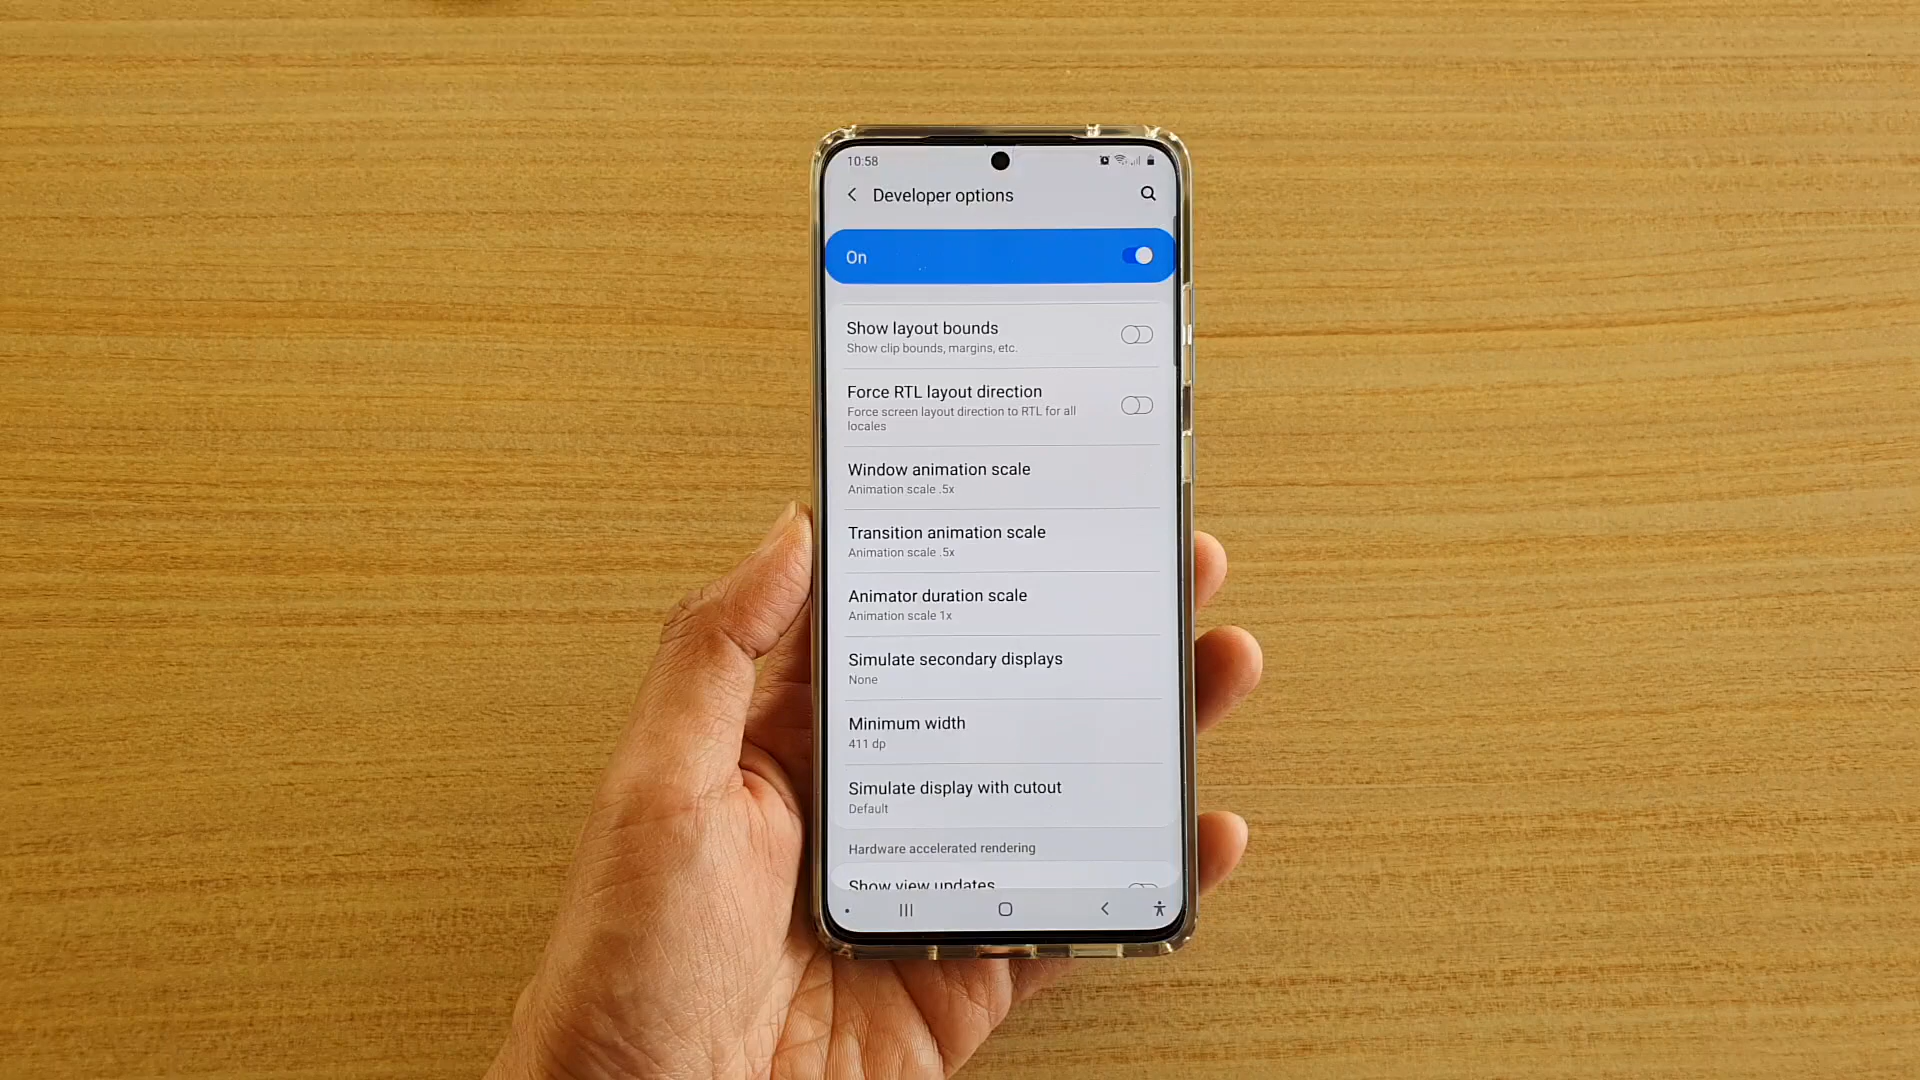 10:58
Developer options
On
Show layout bounds
Show clip bounds, margins, etc.
Force RTL layout direction
Force screen layout direction to RTL for all
locales
Window animation scale
Animation scale .5x
Transition animation scale
Animation scale .5x
Animator duration scale
Animation scale 1x
Simulate secondary displays
None
Minimum width
411 dp
Simulate display with cutout
Default
Hardware accelerated rendering
Show view updates